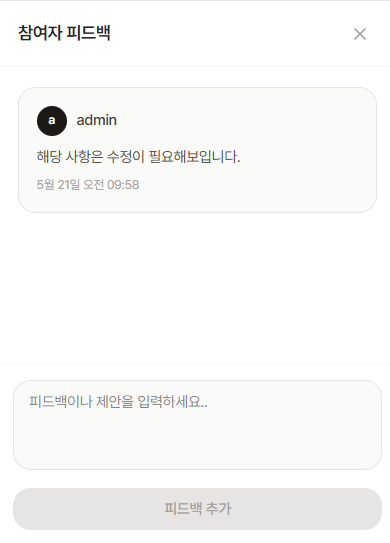 참여자 피드백
a
admin
해당 사항은 수정이 필요해보입니다.
5월 21일 오전 09:58
피드백이나 제안을 입력하세요..
피드백 추가